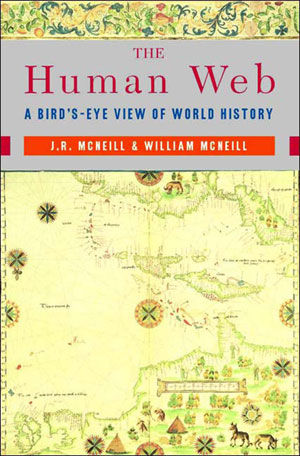 THE
Human Web
A BIRD'S-EYE VIEW OF WORLD HISTORY
J.R. MCNEILL & WILLIAM MCNEILL